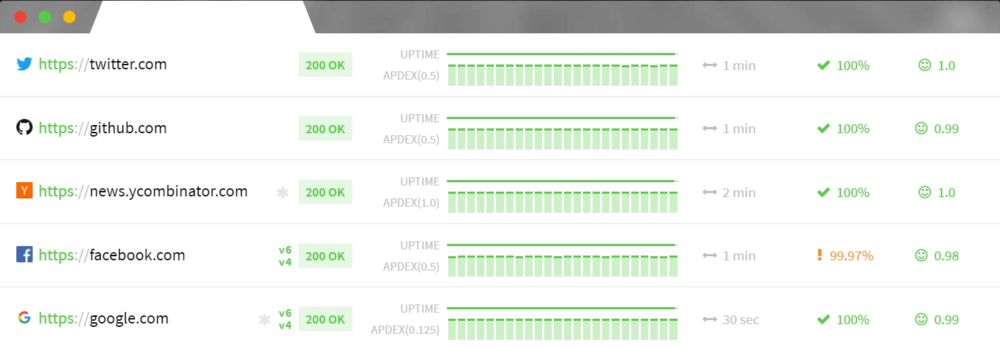 https://twitter.com 200 OK UPTIME 1 min 100% 1.0
APDEX(0.5)
https://github.com 200 OK UPTIME 1 min 100% 0.99
APDEX(0.5)
Y https://news.ycombinator.com * 200 OK UPTIME 2 min 100% 1.0
APDEX(1.0)
https://facebook.com v6 200 OK UPTIME 1 min ! 99.97% 0.98
v4 APDEX(0.5)
https://google.com * v6 200 OK UPTIME 30 sec 100% 0.99
v4 APDEX(0.125)